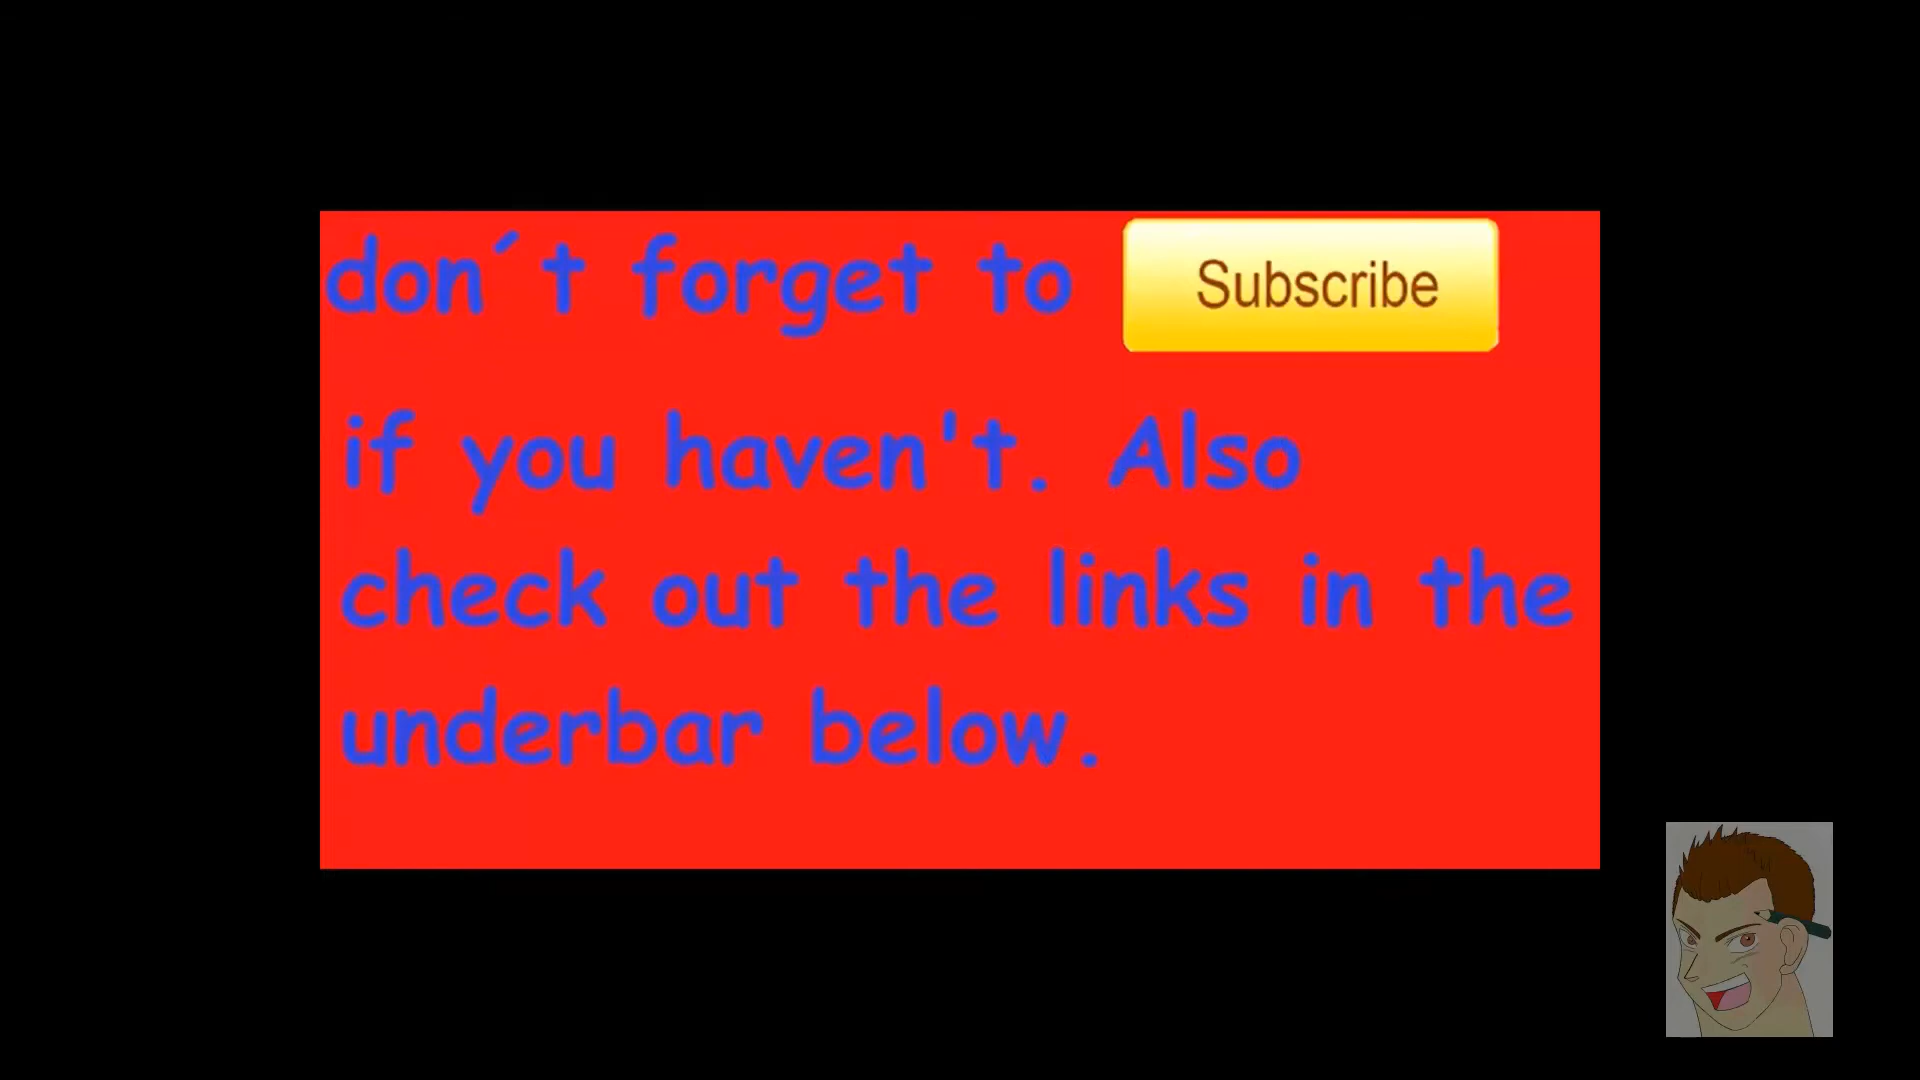 don´t forget to Subscribe
if you haven't. Also
check out the links in the
underbar below.